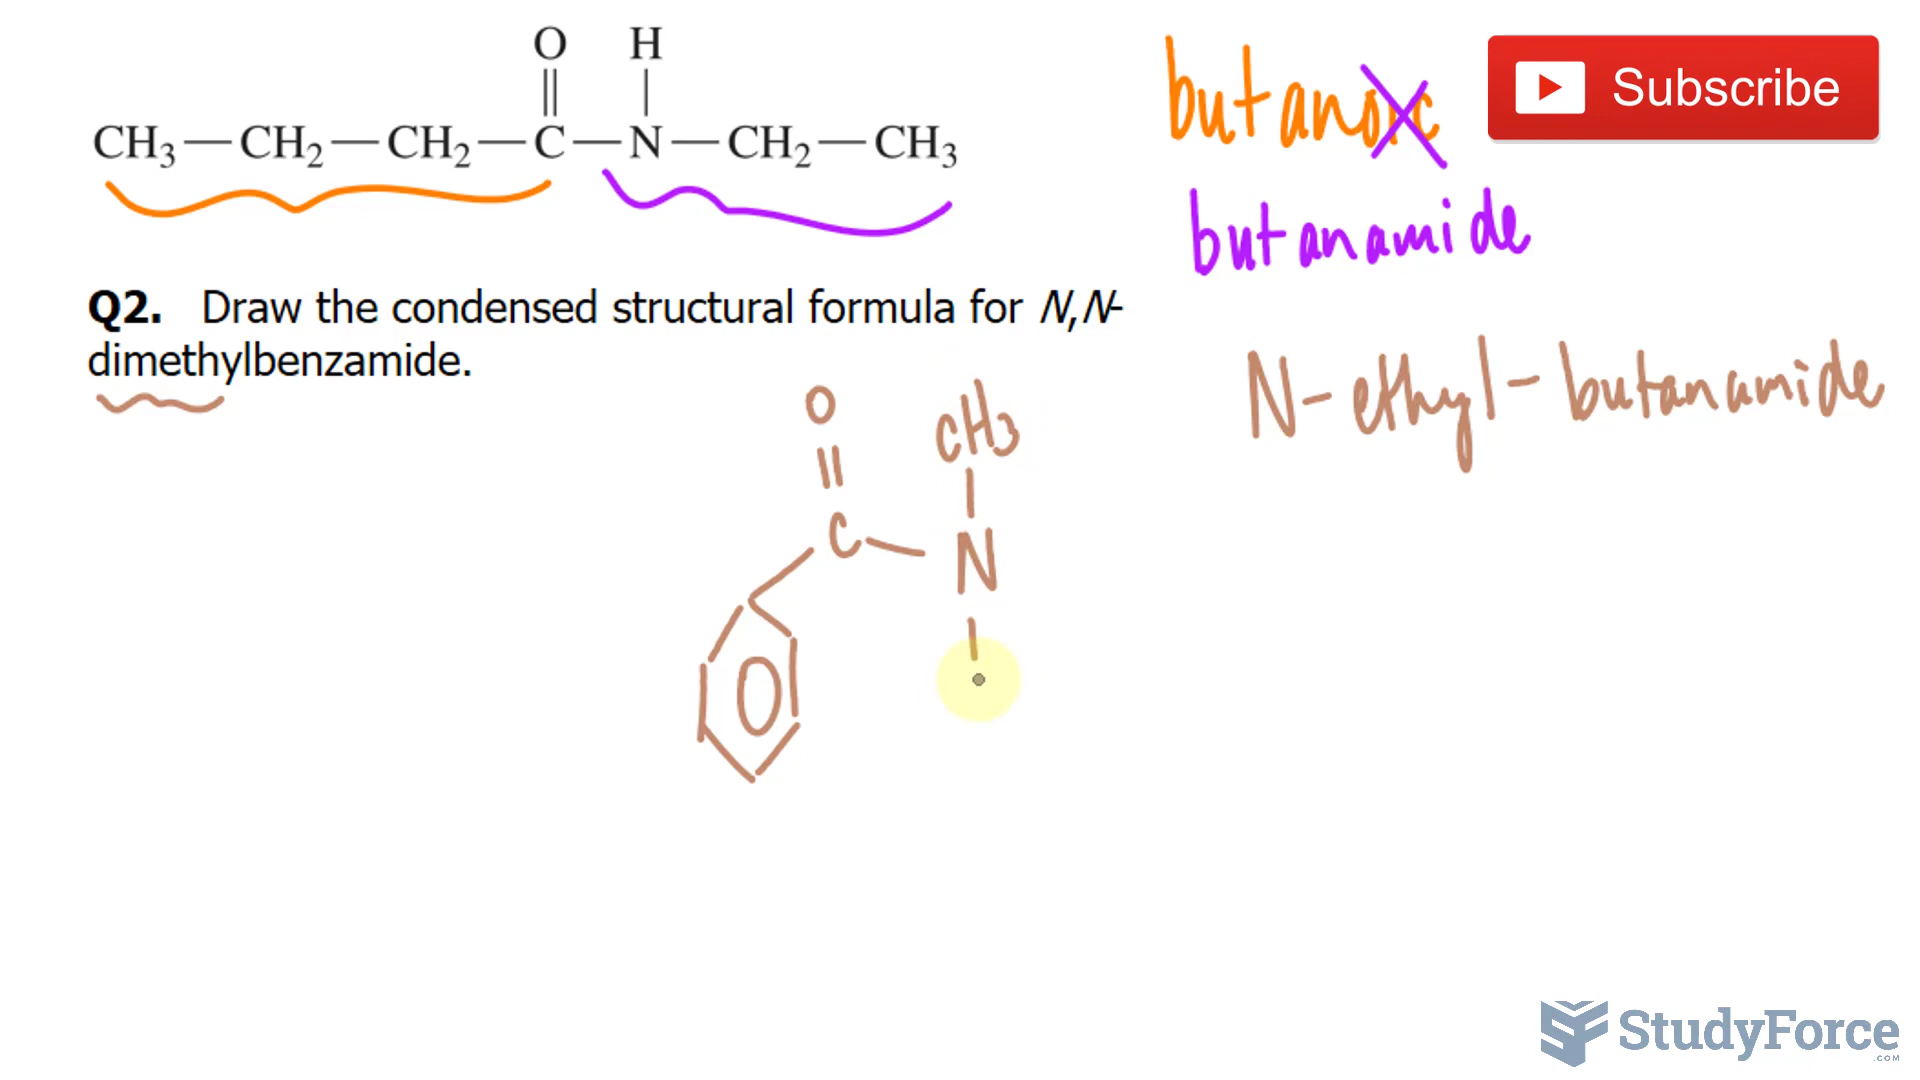 O H
CH₃—CH₂—CH₂—C—N—CH₂—CH₃
butanoic
Subscribe
butanamide
Q2. Draw the condensed structural formula for N,N-
dimethylbenzamide.
N-ethyl-butanamide
O
CH3
C
N
StudyForce
.COM